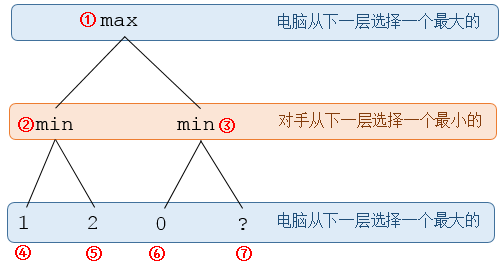 ①max 电脑从下一层选择一个最大的
②min min③ 对手从下一层选择一个最小的
1 2 0 ? 电脑从下一层选择一个最大的
④ ⑤ ⑥ ⑦